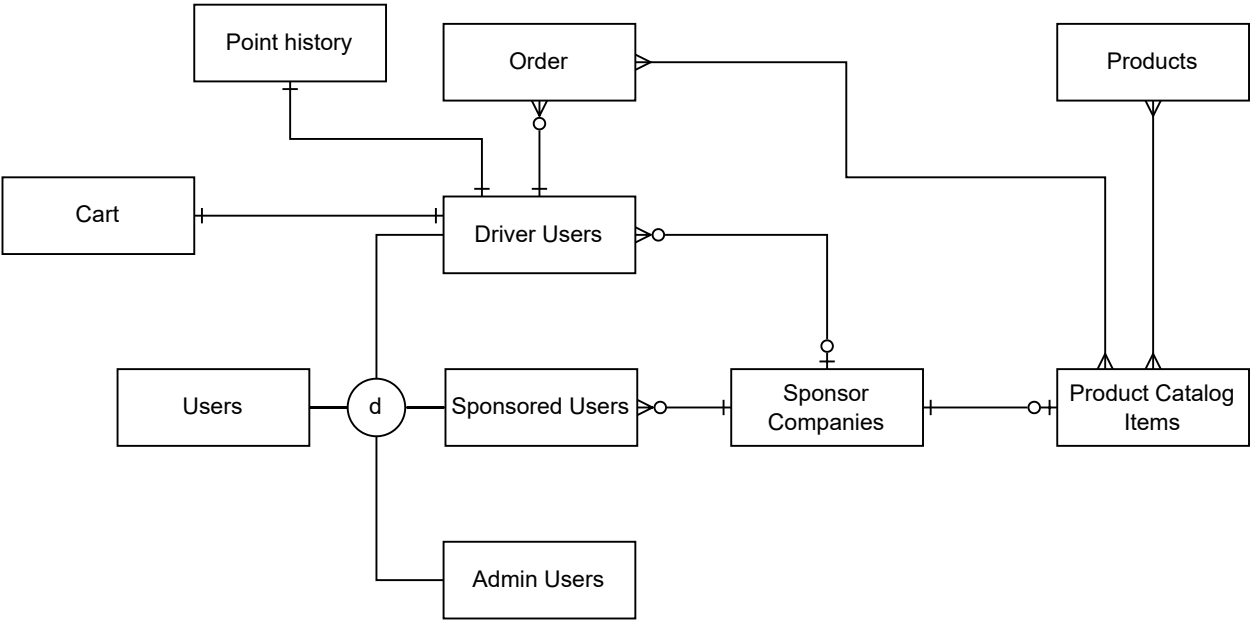 Point history
Order
Products
Cart
Driver Users
Users
d
Sponsored Users
Sponsor
Companies
Product Catalog
Items
Admin Users